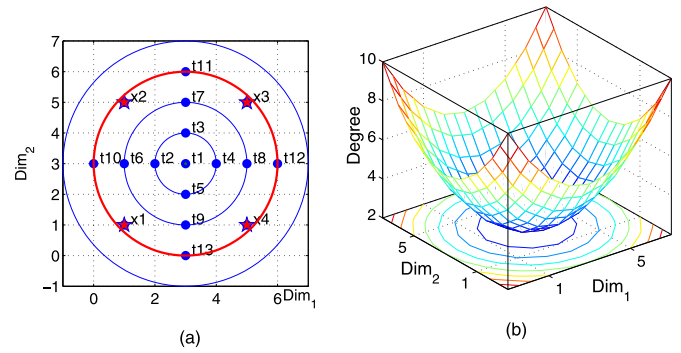 7
6
5
4
3
2
1
0
−1
Dim2
0 2 4 6 Dim1
t11
x2 x3
t7
t3
t10 t6 t2 t1 t4 t8 t12
t5
x1 t9 x4
t13
(a)
10
8
6
4
2
Degree
5
1
Dim2
1
5
Dim1
(b)